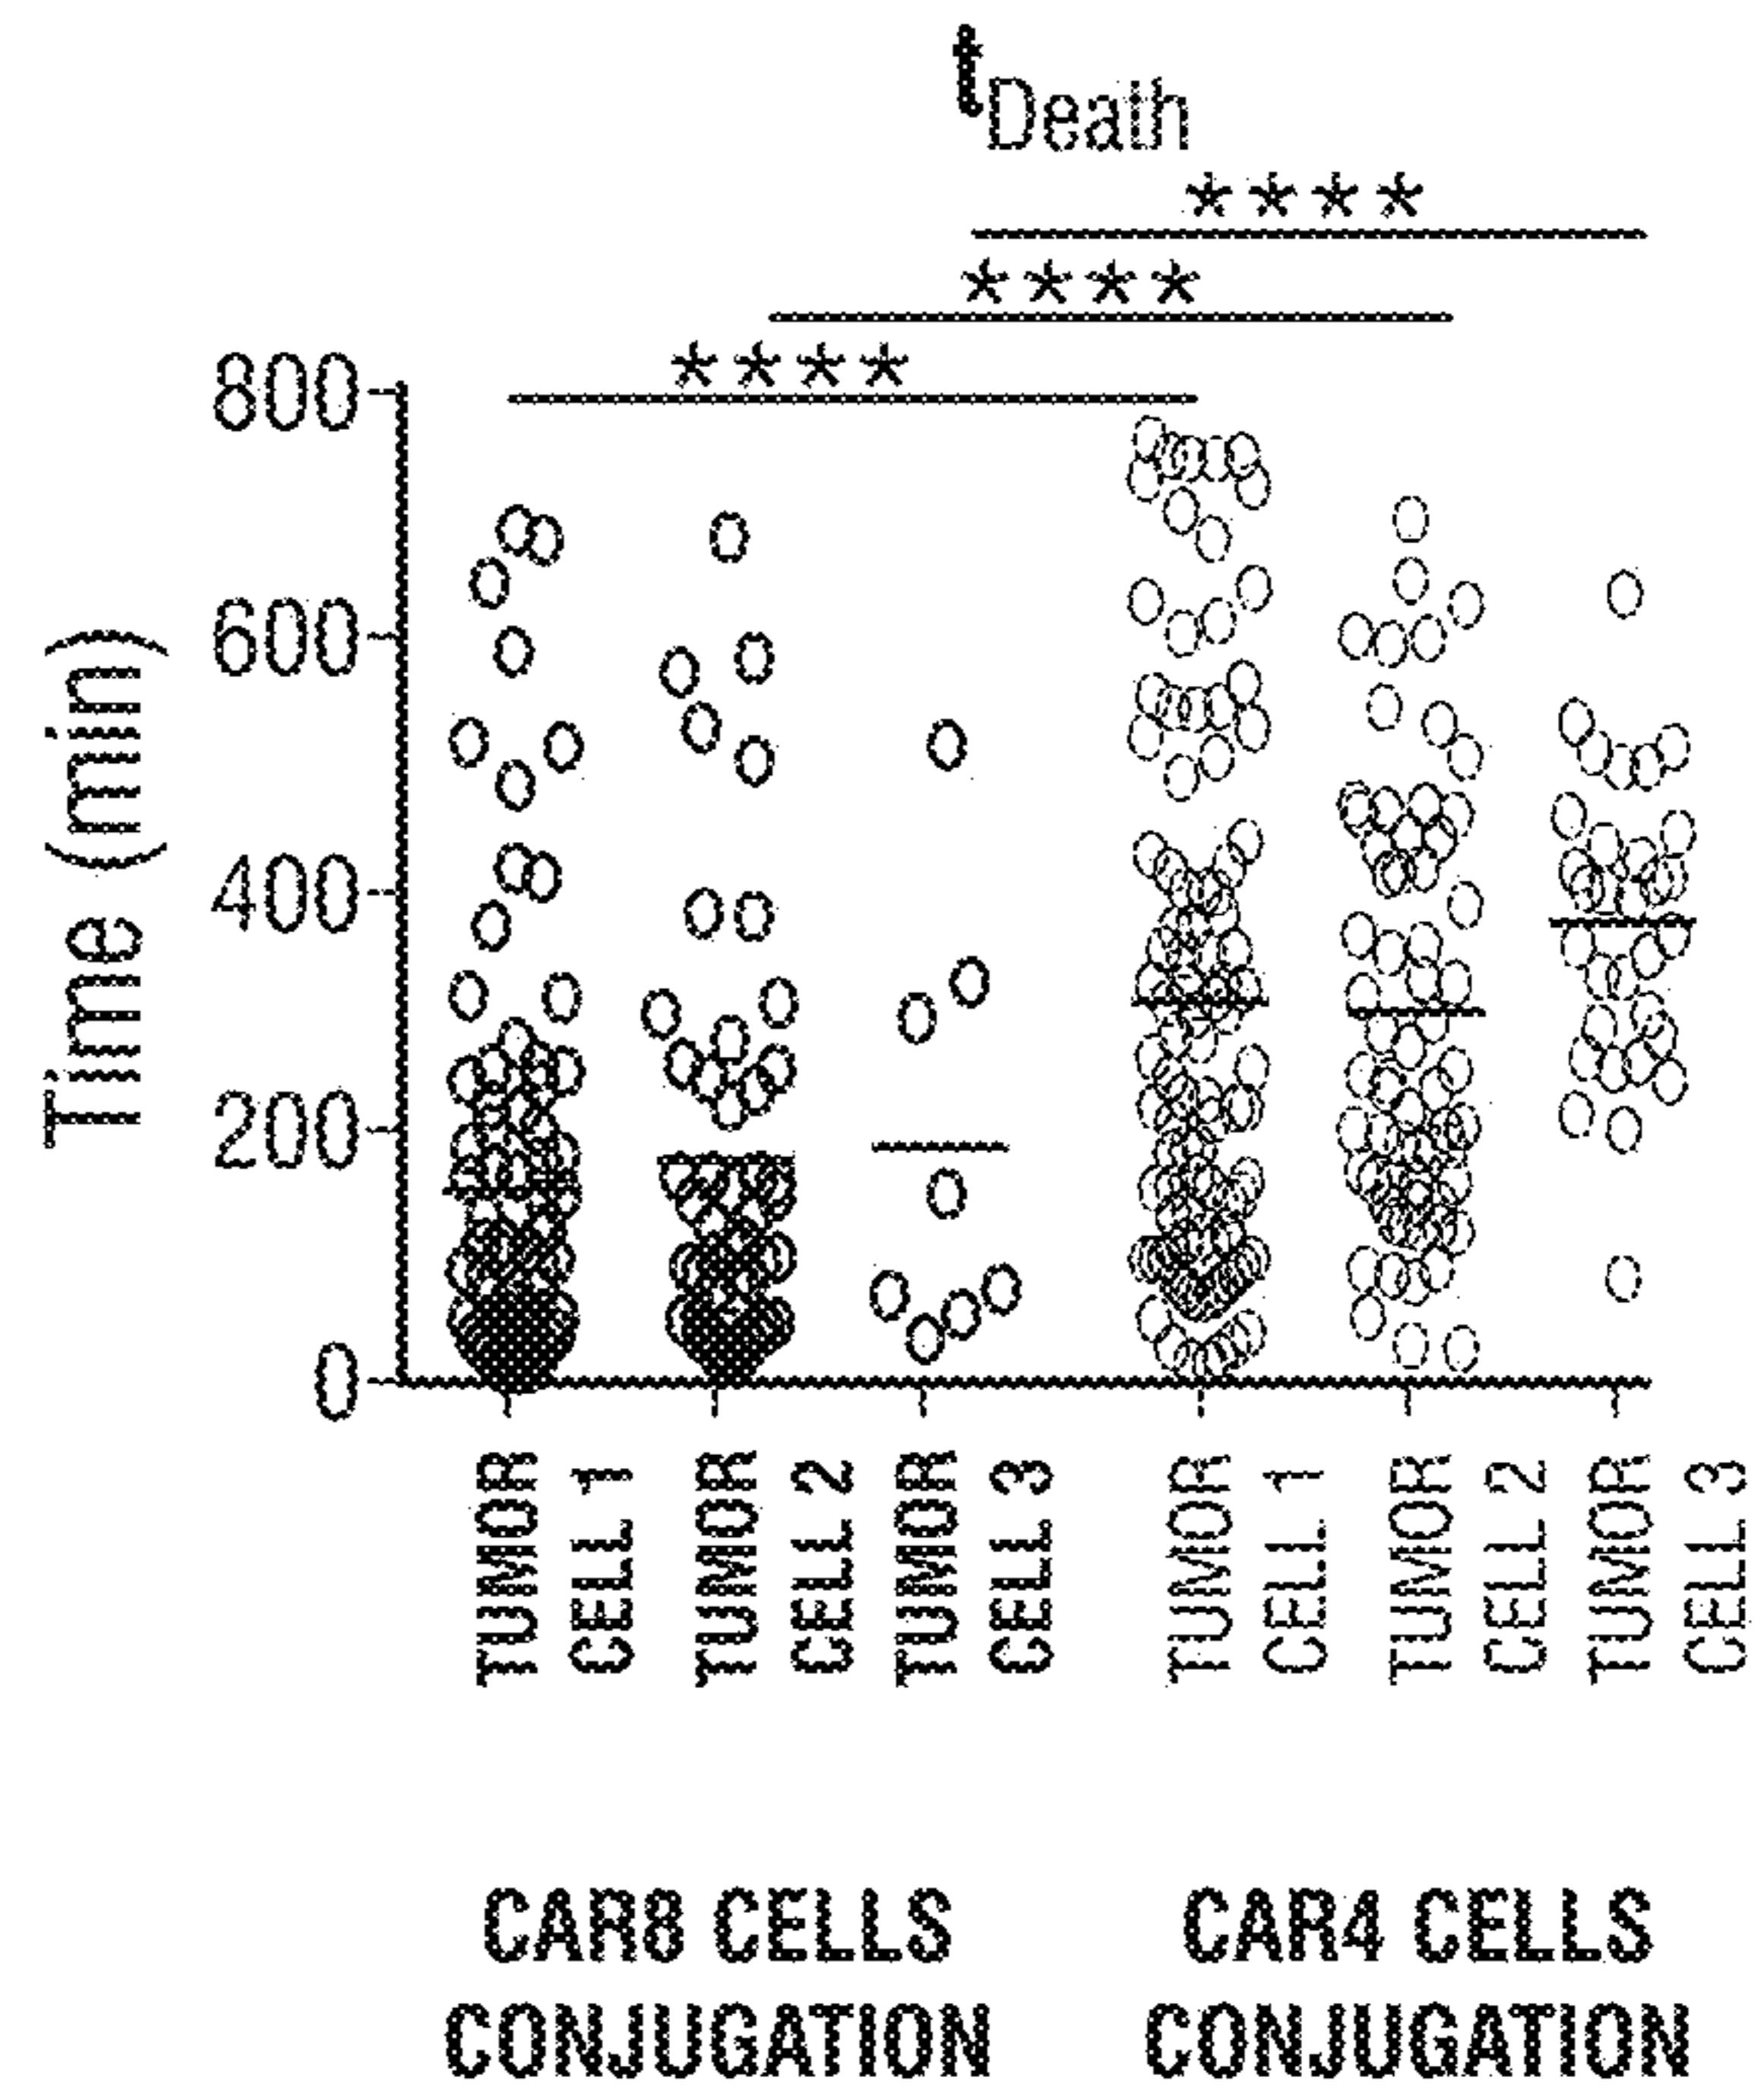 tDeath
****
****
****
800
600
400
200
0
Time (min)
TUMOR
CELL 1
TUMOR
CELL 2
TUMOR
CELL 3
TUMOR
CELL 1
TUMOR
CELL 2
TUMOR
CELL 3
CAR8 CELLS
CONJUGATION
CAR4 CELLS
CONJUGATION